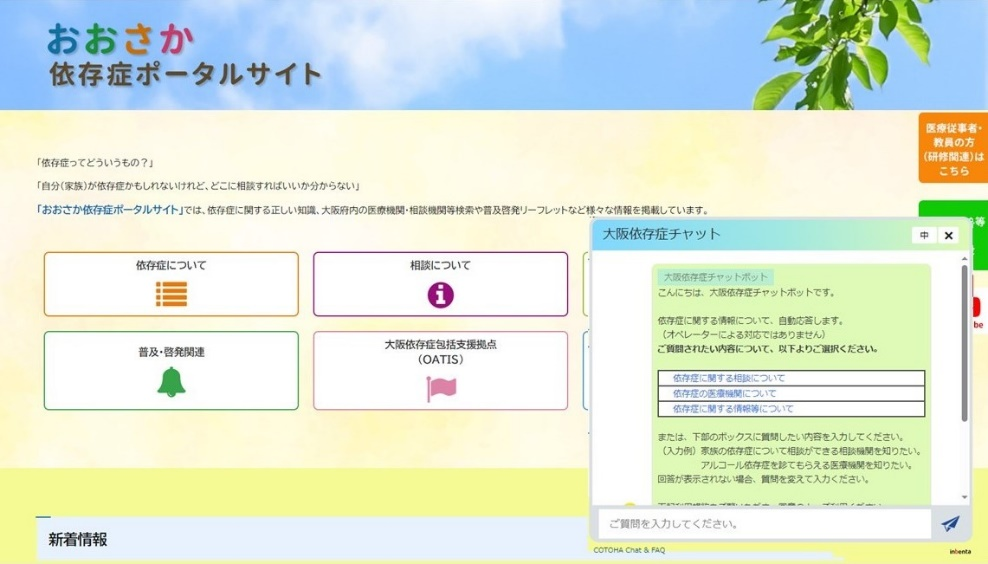 おおさか
依存症ポータルサイト
医療従事者・
教員の方
(研修関連)は
こちら
「依存症ってどういうもの？」
「自分(家族)が依存症かもしれないけれど、どこに相談すればいいか分からない」
「おおさか依存症ポータルサイト」では、依存症に関する正しい知識、大阪府内の医療機関・相談機関等検索や普及啓発リーフレットなど様々な情報を掲載しています。
依存症について
相談について
普及・啓発関連
大阪依存症包括支援拠点
(OATIS)
等
be
大阪依存症チャット
中
大阪依存症チャットボット
こんにちは、大阪依存症チャットボットです。
依存症に関する情報について、自動応答します。
（オペレーターによる対応ではありません）
ご質問されたい内容について、以下よりご選択ください。
依存症に関する相談について
依存症の医療機関について
依存症に関する情報等について
または、下部のボックスに質問したい内容を入力してください。
（入力例）家族の依存症について相談ができる相談機関を知りたい。
アルコール依存症を診てもらえる医療機関を知りたい。
回答が表示されない場合、質問を変えて入力ください。
ご質問を入力してください。
COTOHA Chat & FAQ
inbenta
新着情報